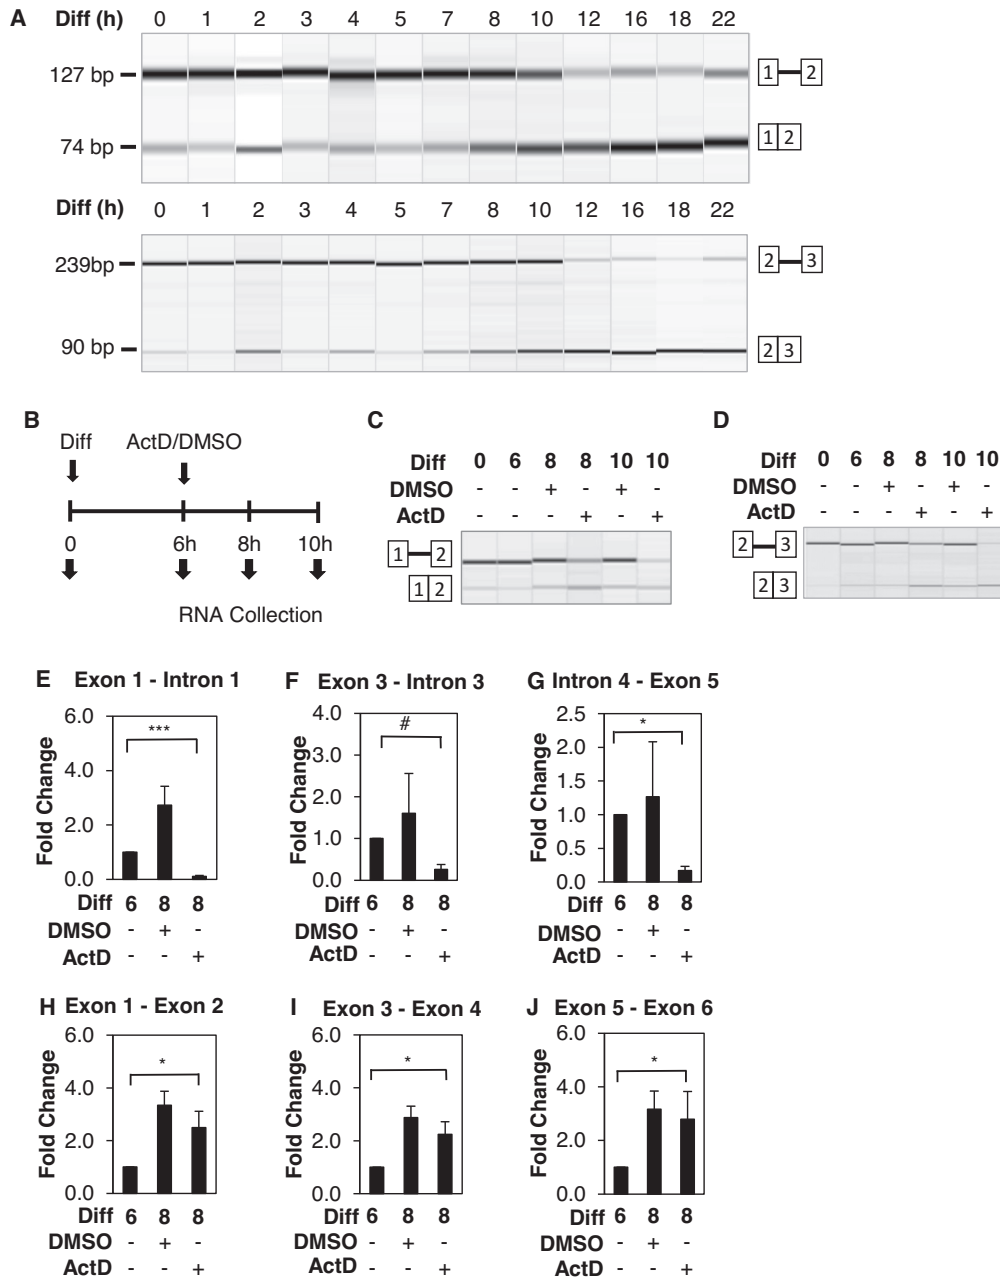 A
Diff (h) 0 1 2 3 4 5 7 8 10 12 16 18 22
127 bp
1 2
74 bp
1 2
Diff (h) 0 1 2 3 4 5 7 8 10 12 16 18 22
239bp
2 3
90 bp
2 3
B
Diff ActD/DMSO
0 6h 8h 10h
RNA Collection
C
Diff 0 6 8 8 10 10
DMSO - - + - + -
ActD - - - + - +
1 2
1 2
D
Diff 0 6 8 8 10 10
DMSO - - + - + -
ActD - - - + - +
2 3
2 3
E Exon 1 - Intron 1
6.0
4.0
2.0
0.0
Fold Change
***
Diff 6 8 8
DMSO - + -
ActD - - +
F Exon 3 - Intron 3
4.0
3.0
2.0
1.0
0.0
Fold Change
#
Diff 6 8 8
DMSO - + -
ActD - - +
G Intron 4 - Exon 5
2.5
2.0
1.5
1.0
0.5
0.0
Fold Change
*
Diff 6 8 8
DMSO - + -
ActD - - +
H Exon 1 - Exon 2
6.0
4.0
2.0
0.0
Fold Change
*
Diff 6 8 8
DMSO - + -
ActD - - +
I Exon 3 - Exon 4
6.0
4.0
2.0
0.0
Fold Change
*
Diff 6 8 8
DMSO - + -
ActD - - +
J Exon 5 - Exon 6
6.0
4.0
2.0
0.0
Fold Change
*
Diff 6 8 8
DMSO - + -
ActD - - +